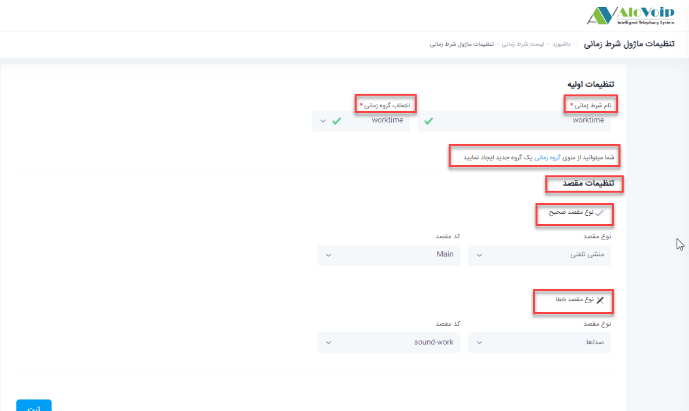 AloVoip
Intelligent Telephony System
تنظیمات ماژول شرط زمانی
داشبورد - لیست شرط زمانی - تنظیمات ماژول شرط زمانی
تنظیمات اولیه
نام شرط زمانی *
انتخاب گروه زمانی *
worktime
worktime
شما میتوانید از منوی گروه زمانی یک گروه جدید ایجاد نمایید
تنظیمات مقصد
نوع مقصد صحیح
نوع مقصد
کد مقصد
منشی تلفنی
Main
نوع مقصد خطا
نوع مقصد
کد مقصد
صداها
sound-work
ثبت